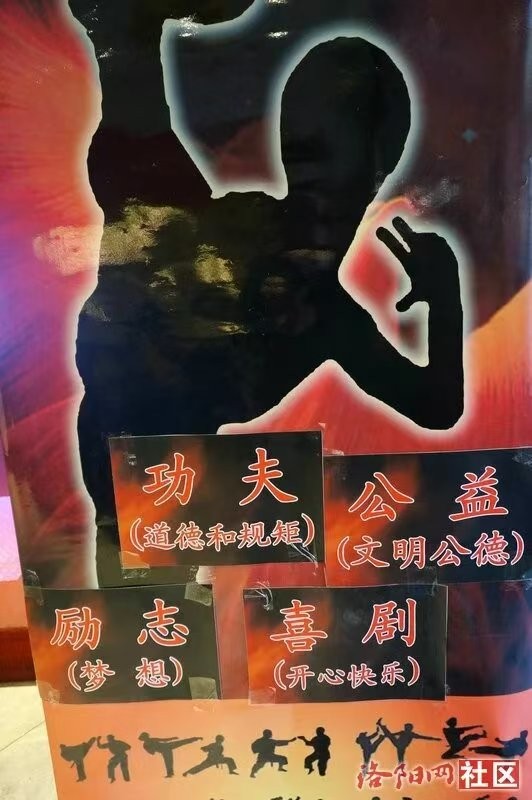 功夫
(道德和规矩)
公益
(文明公德)
励志
(梦想)
喜剧
(开心快乐)
洛阳网社区